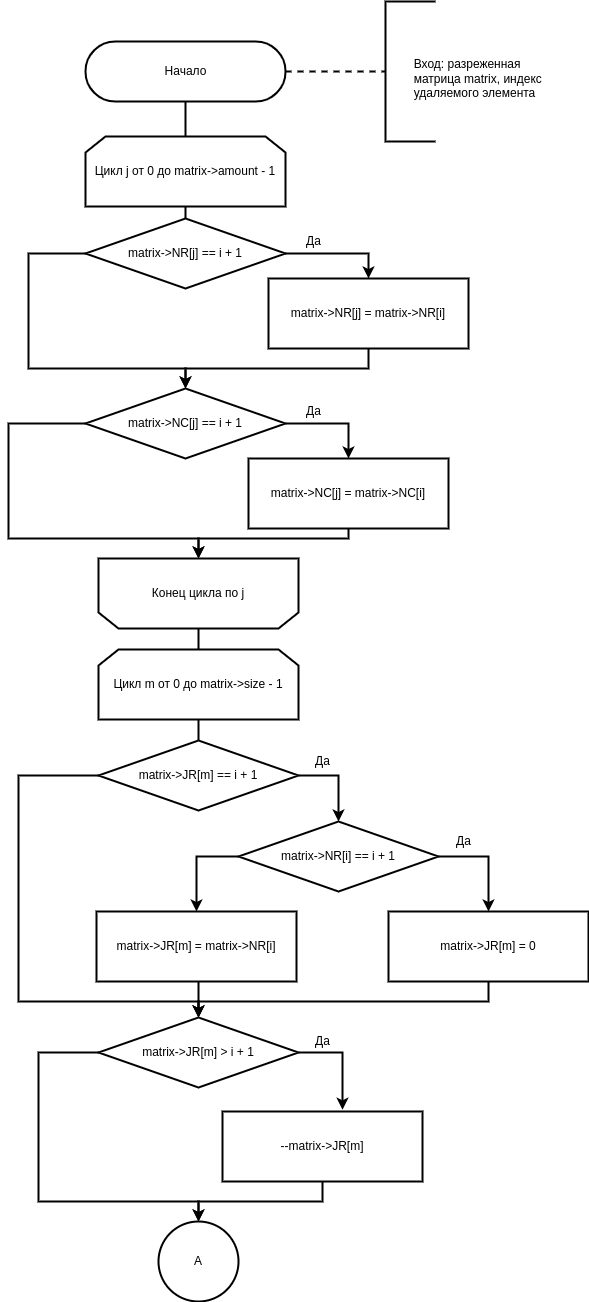 Начало
Вход: разреженная
матрица matrix, индекс
удаляемого элемента
Цикл j от 0 до matrix->amount - 1
matrix->NR[j] == i + 1
Да
matrix->NR[j] = matrix->NR[i]
matrix->NC[j] == i + 1
Да
matrix->NC[j] = matrix->NC[i]
Конец цикла по j
Цикл m от 0 до matrix->size - 1
matrix->JR[m] == i + 1
Да
matrix->NR[i] == i + 1
Да
matrix->JR[m] = matrix->NR[i]
matrix->JR[m] = 0
matrix->JR[m] > i + 1
Да
--matrix->JR[m]
A